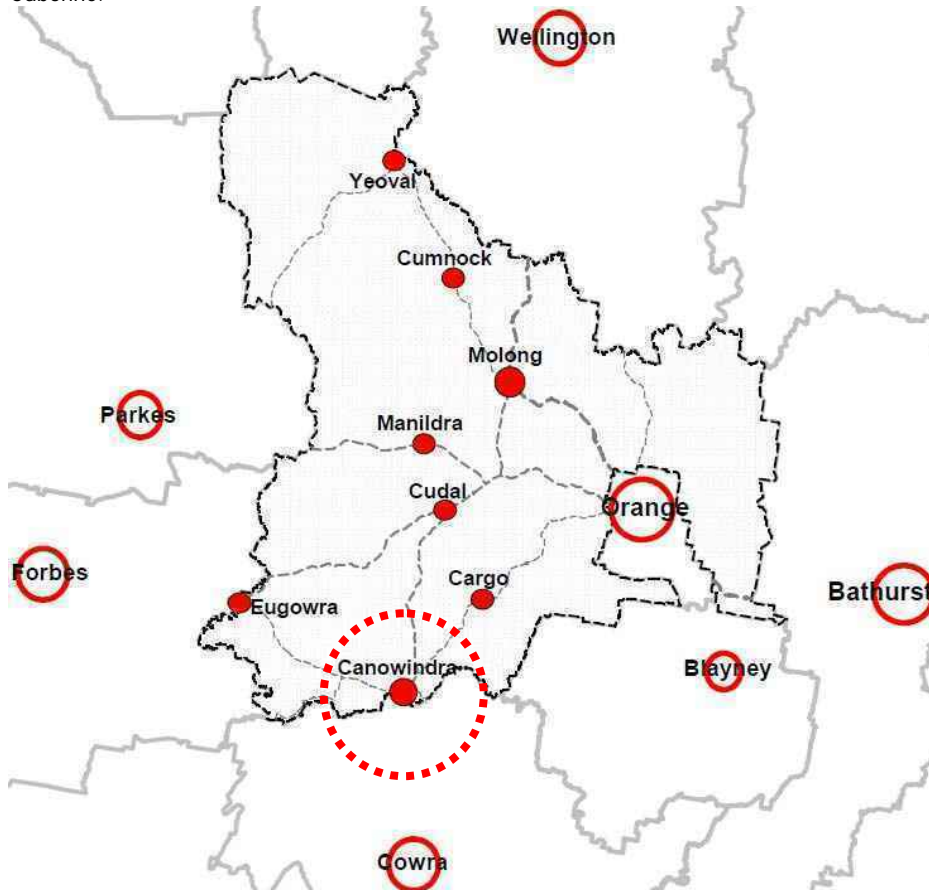 Wellington
Yeoval
Cumnock
Molong
Parkes
Manildra
Cudal
Orange
Forbes
Cargo
Eugowra
Bathurst
Canowindra
Blayney
Cowra